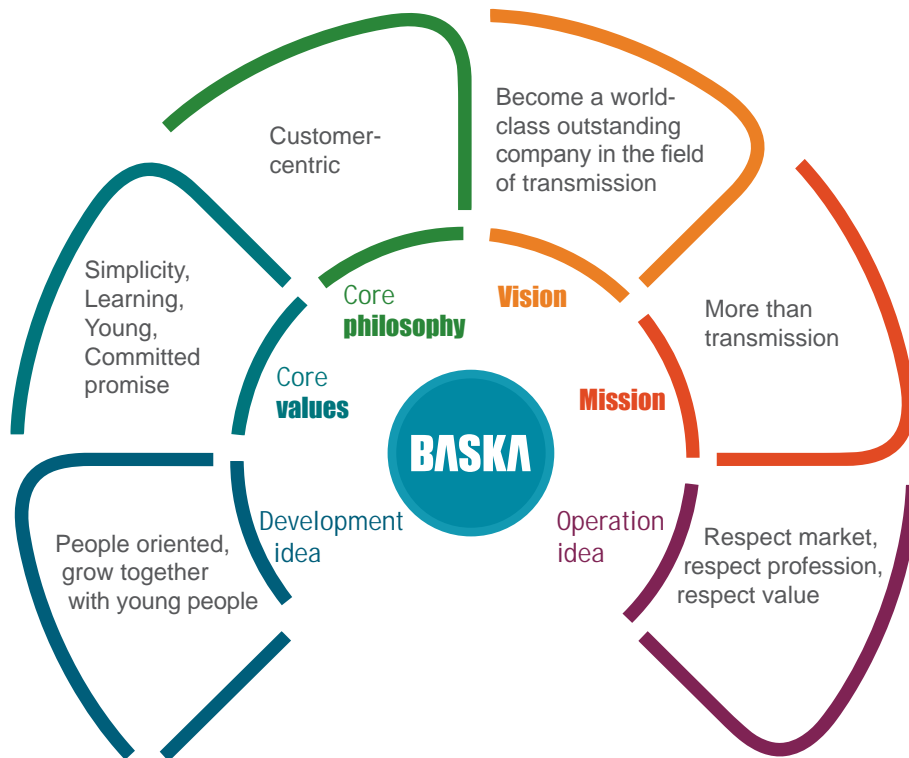 Become a world-
class outstanding
company in the field
of transmission
Customer-
centric
Simplicity,
Learning,
Young,
Committed
promise
More than
transmission
Core
philosophy
Vision
Core
values
Mission
BASKA
Development
idea
Operation
idea
People oriented,
grow together
with young people
Respect market,
respect profession,
respect value